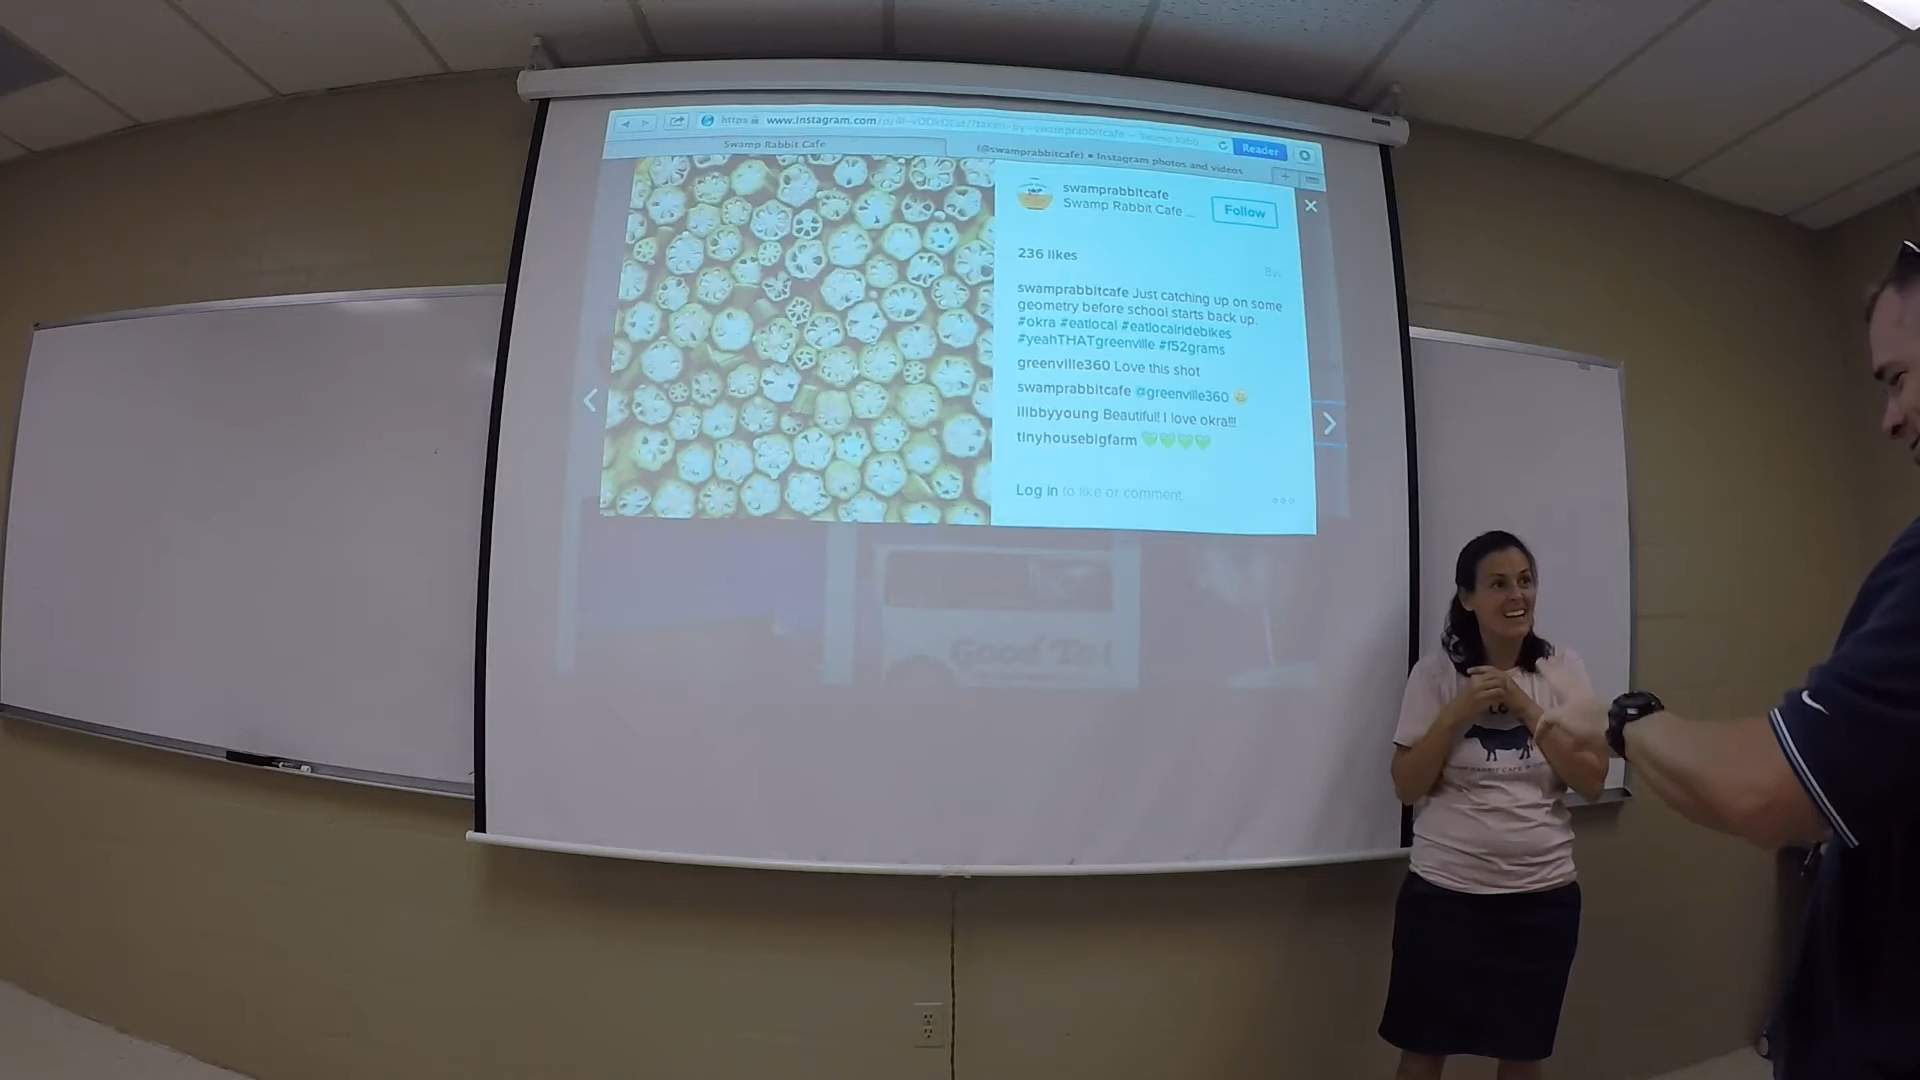 www.instagram.com
Reader
Swamp Rabbit Cafe
(@swamprabbitcafe) • Instagram photos and videos
swamprabbitcafe
Swamp Rabbit Cafe ...
Follow
236 likes
swamprabbitcafe Just catching up on some
geometry before school starts back up.
#okra #eatlocal #eatlocalridebikes
#yeahTHATgreenville #f52grams
greenville360 Love this shot
swamprabbitcafe @greenville360 😄
lilbbyyoung Beautiful! I love okra!!!
tinyhousebigfarm 💚💚💚💚
Log in to like or comment.
Good To